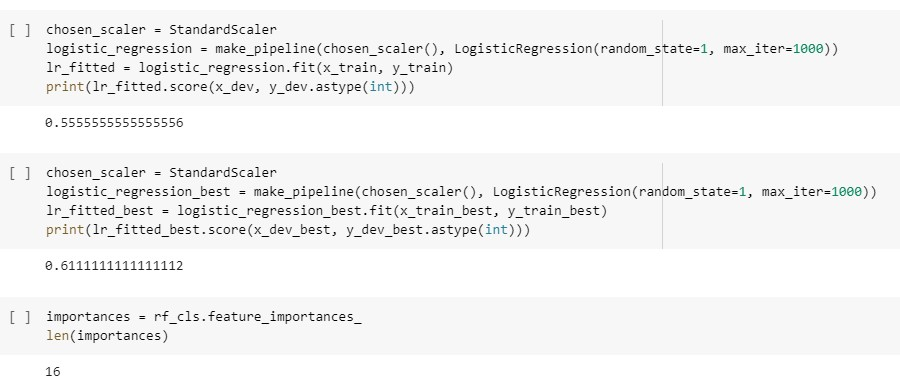 [ ] chosen_scaler = StandardScaler
logistic_regression = make_pipeline(chosen_scaler(), LogisticRegression(random_state=1, max_iter=1000))
lr_fitted = logistic_regression.fit(x_train, y_train)
print(lr_fitted.score(x_dev, y_dev.astype(int)))
0.5555555555555556
[ ] chosen_scaler = StandardScaler
logistic_regression_best = make_pipeline(chosen_scaler(), LogisticRegression(random_state=1, max_iter=1000))
lr_fitted_best = logistic_regression_best.fit(x_train_best, y_train_best)
print(lr_fitted_best.score(x_dev_best, y_dev_best.astype(int)))
0.6111111111111112
[ ] importances = rf_cls.feature_importances_
len(importances)
16